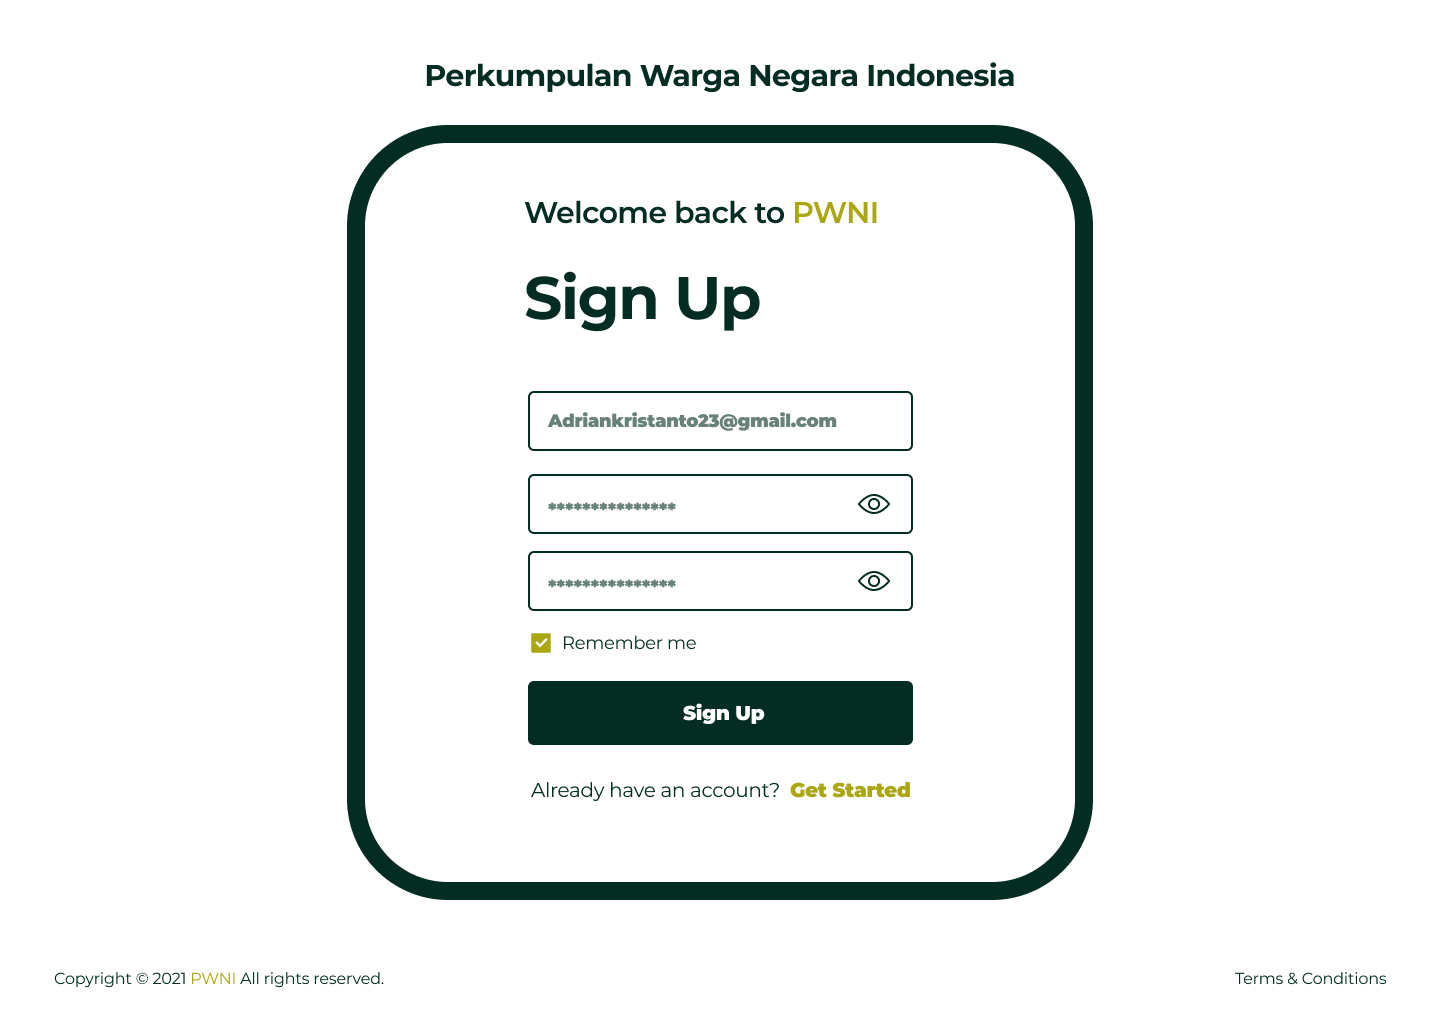 Perkumpulan Warga Negara Indonesia
Welcome back to PWNI
Sign Up
Adriankristanto23@gmail.com
***************
***************
Remember me
Sign Up
Already have an account? Get Started
Copyright © 2021 PWNI All rights reserved.
Terms & Conditions